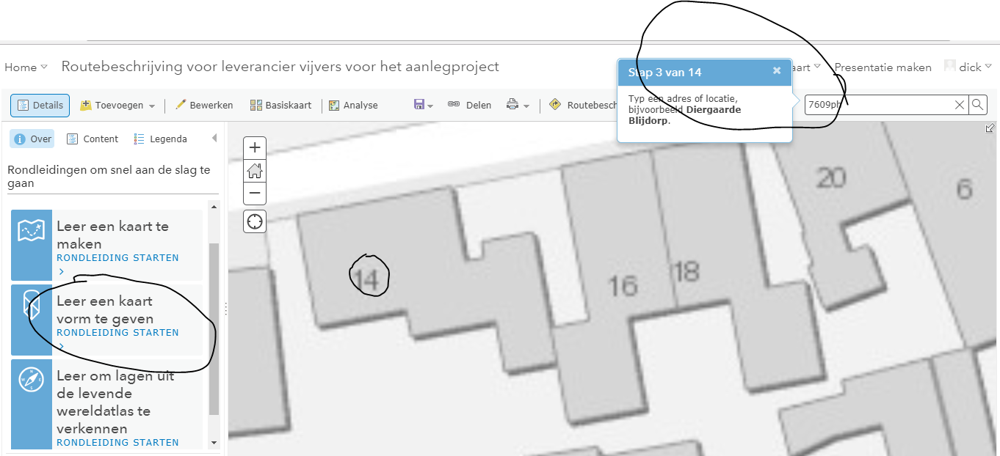 Home
Routebeschrijving voor leverancier vijvers voor het aanlegproject
aart
Presentatie maken
dick
Stap 3 van 14
Typ een adres of locatie,
bijvoorbeeld Diergaarde
Blijdorp.
Details
Toevoegen
Bewerken
Basiskaart
Analyse
Delen
Routebesch
7609ph
Over
Content
Legenda
Rondleidingen om snel aan de slag te
gaan
Leer een kaart te
maken
RONDLEIDING STARTEN
>
Leer een kaart
vorm te geven
RONDLEIDING STARTEN
>
Leer om lagen uit
de levende
wereldatlas te
verkennen
RONDLEIDING STARTEN
14
16
18
20
6